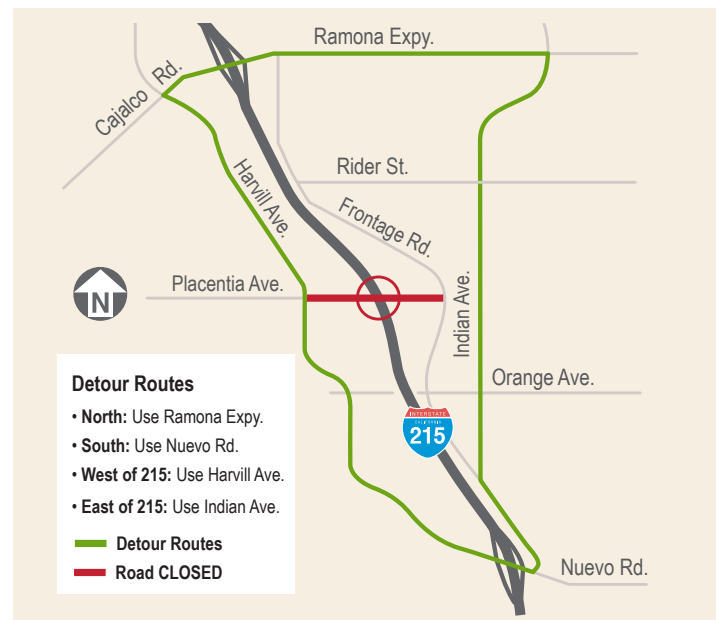 Ramona Expy.
Cajalco Rd.
Rider St.
Harvill Ave.
Frontage Rd.
Placentia Ave.
N
Indian Ave.
Orange Ave.
INTERSTATE
CALIFORNIA
215
Nuevo Rd.
Detour Routes
• North: Use Ramona Expy.
• South: Use Nuevo Rd.
• West of 215: Use Harvill Ave.
• East of 215: Use Indian Ave.
Detour Routes
Road CLOSED